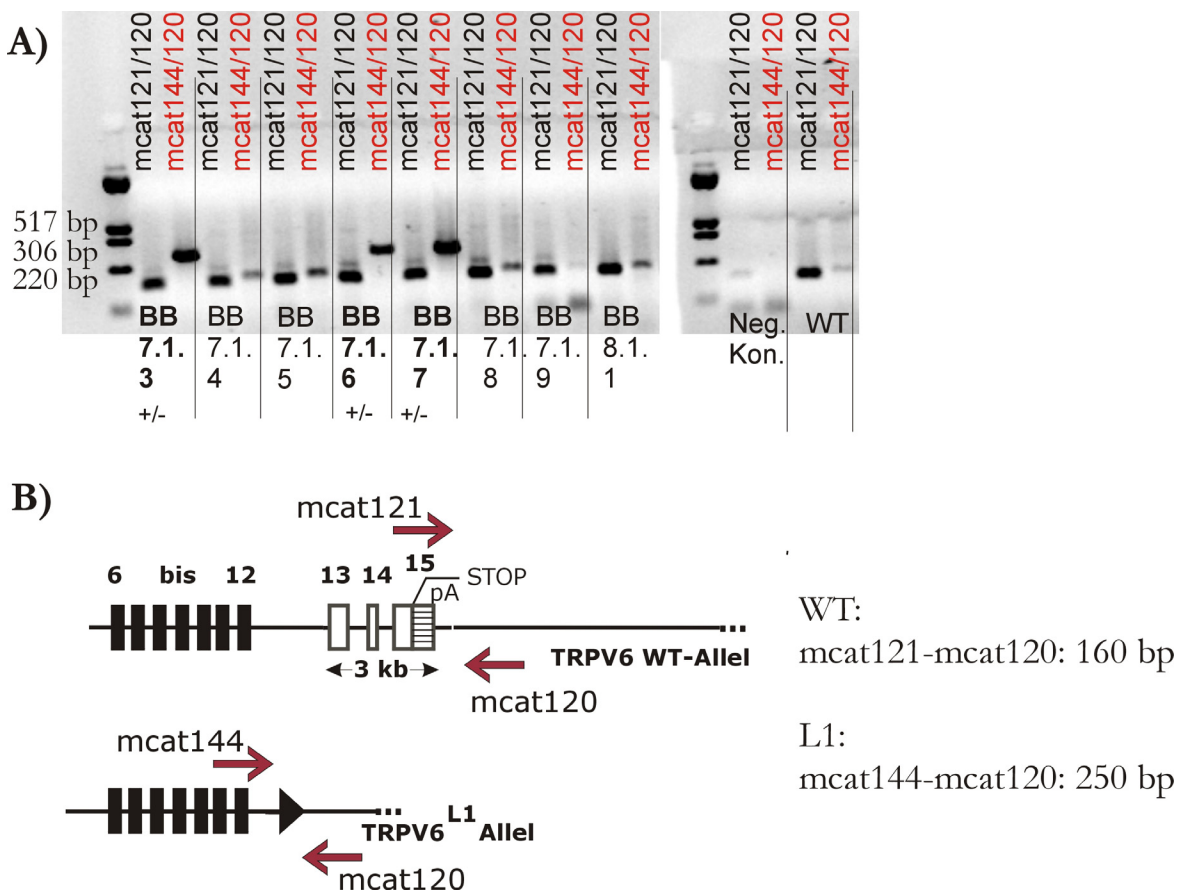 A)
mcat121/120
mcat144/120
mcat121/120
mcat144/120
mcat121/120
mcat144/120
mcat121/120
mcat144/120
mcat121/120
mcat144/120
mcat121/120
mcat144/120
mcat121/120
mcat144/120
mcat121/120
mcat144/120
mcat121/120
mcat144/120
mcat121/120
mcat144/120
517 bp
306 bp
220 bp
BB BB BB BB BB BB BB BB Neg. WT
7.1. 7.1. 7.1. 7.1. 7.1. 7.1. 7.1. 8.1. Kon.
3 4 5 6 7 8 9 1
+/- +/- +/-
B)
mcat121
6 bis 12 13 14 15 STOP
pA
3 kb
TRPV6 WT-Allel
mcat120
WT:
mcat121-mcat120: 160 bp
L1:
mcat144-mcat120: 250 bp
mcat144
TRPV6 L1 Allel
mcat120